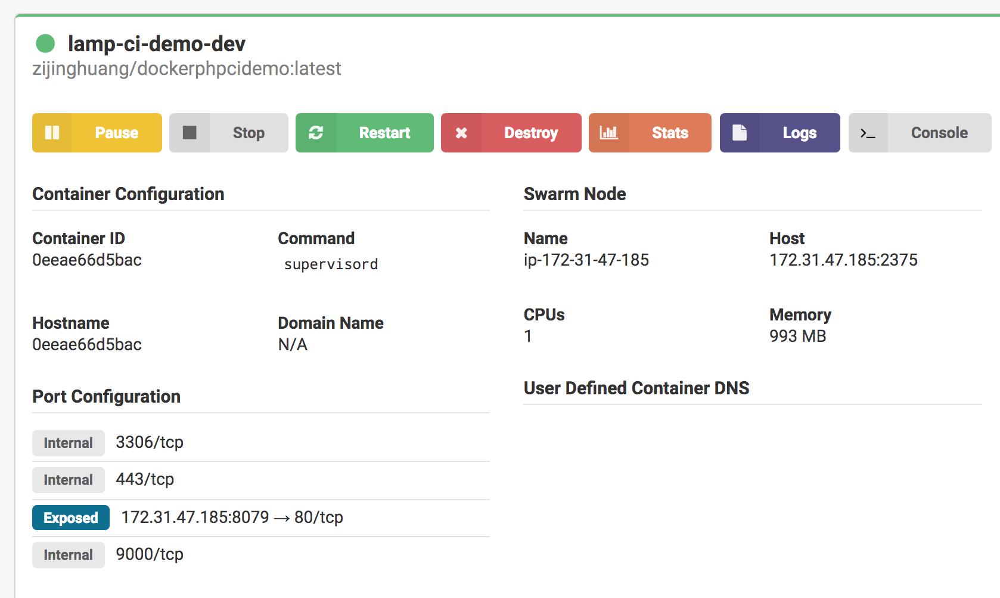 lamp-ci-demo-dev
zijinghuang/dockerphpcidemo:latest
Pause
Stop
Restart
Destroy
Stats
Logs
Console
Container Configuration
Container ID
0eeae66d5bac
Command
supervisord
Hostname
0eeae66d5bac
Domain Name
N/A
Port Configuration
Internal 3306/tcp
Internal 443/tcp
Exposed 172.31.47.185:8079 → 80/tcp
Internal 9000/tcp
Swarm Node
Name
ip-172-31-47-185
Host
172.31.47.185:2375
CPUs
1
Memory
993 MB
User Defined Container DNS